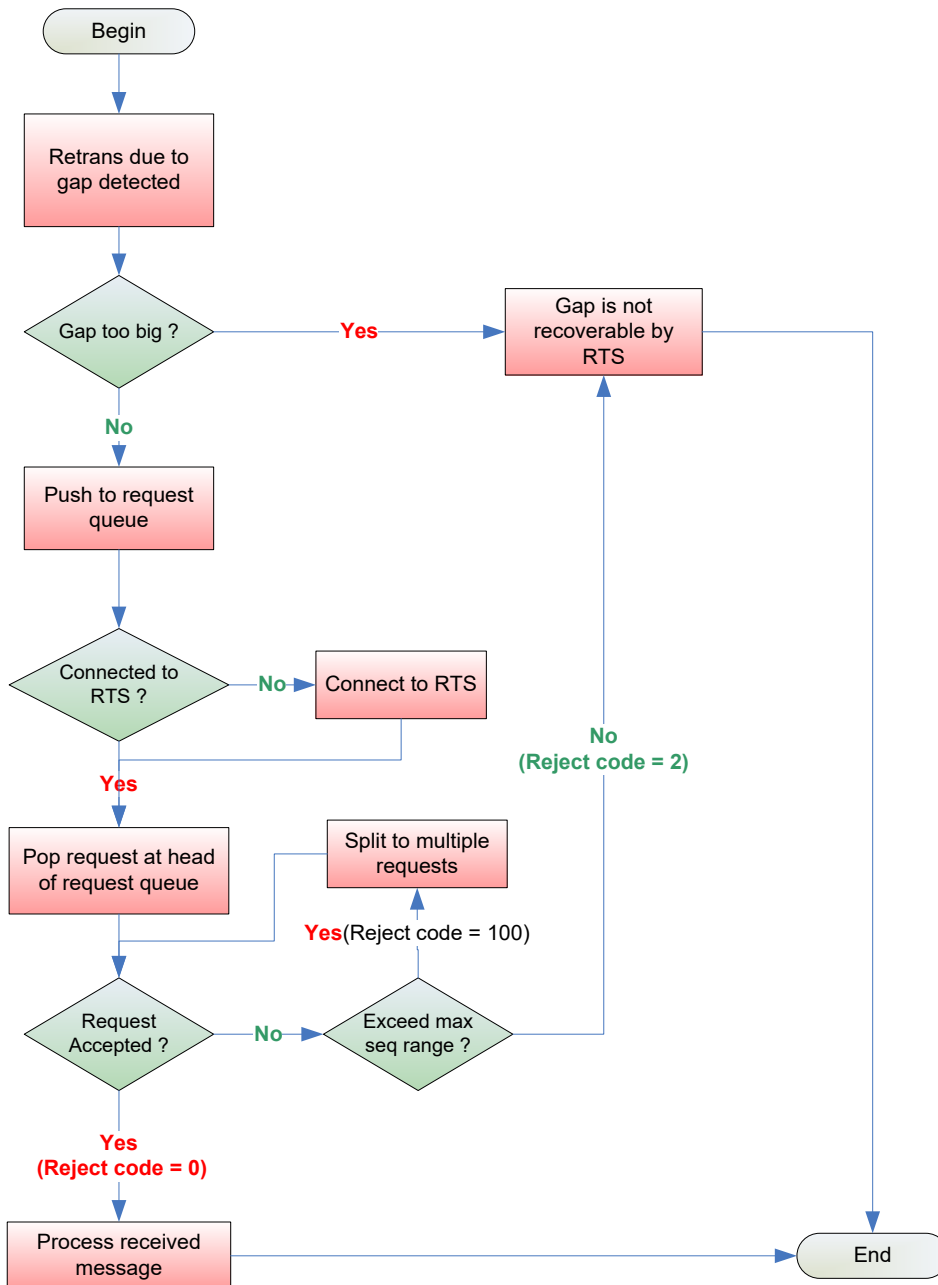 Begin
Retrans due to
gap detected
Gap too big ?
Yes
Gap is not
recoverable by
RTS
No
Push to request
queue
Connected to
RTS ?
No
Connect to RTS
No
(Reject code = 2)
Yes
Pop request at head
of request queue
Split to multiple
requests
Yes(Reject code = 100)
Request
Accepted ?
No
Exceed max
seq range ?
Yes
(Reject code = 0)
Process received
message
End